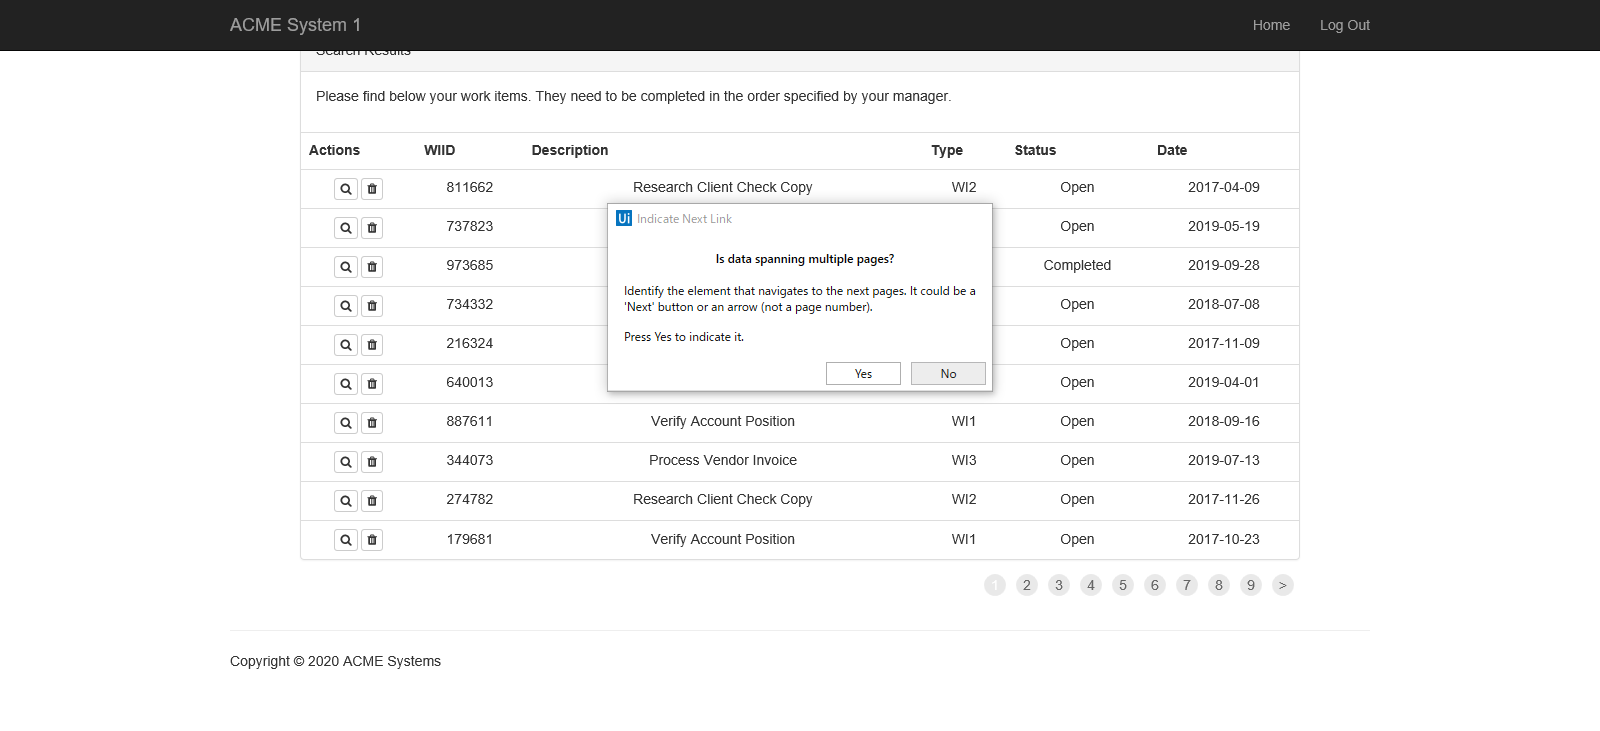 ACME System 1 Home Log Out
Search Results
Please find below your work items. They need to be completed in the order specified by your manager.
Actions WIID Description Type Status Date
811662 Research Client Check Copy WI2 Open 2017-04-09
737823 Open 2019-05-19
973685 Completed 2019-09-28
734332 Open 2018-07-08
216324 Open 2017-11-09
640013 Open 2019-04-01
Ui Indicate Next Link
Is data spanning multiple pages?
Identify the element that navigates to the next pages. It could be a
'Next' button or an arrow (not a page number).
Press Yes to indicate it.
Yes No
887611 Verify Account Position WI1 Open 2018-09-16
344073 Process Vendor Invoice WI3 Open 2019-07-13
274782 Research Client Check Copy WI2 Open 2017-11-26
179681 Verify Account Position WI1 Open 2017-10-23
1 2 3 4 5 6 7 8 9 >
Copyright © 2020 ACME Systems